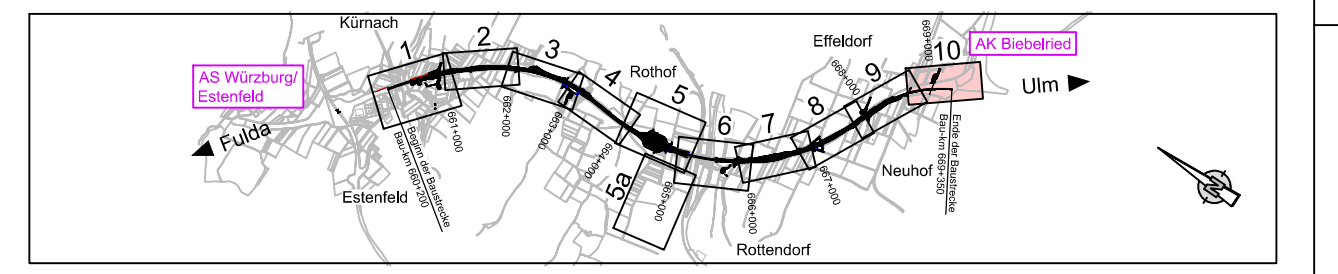 Kürnach
AS Würzburg/
Estenfeld
Fulda
Estenfeld
1
2
3
4
5
5a
6
7
8
9
10
Rothof
Effeldorf
AK Biebelried
Ulm
Neuhof
Rottendorf
Beginn der Baustrecke
Bau-km 660+200
661+000
662+000
663+000
664+000
665+000
666+000
667+000
668+000
669+000
Ende der Baustrecke
Bau-km 669+350
N